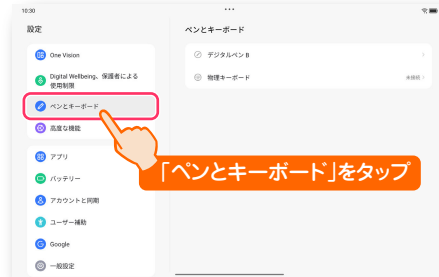 10:30
設定
One Vision
Digital Wellbeing、保護者による
使用制限
ペンとキーボード
高度な機能
アプリ
バッテリー
アカウントと同期
ユーザー補助
Google
一般設定
ペンとキーボード
デジタルペン B
物理キーボード
未接続
「ペンとキーボード」をタップ